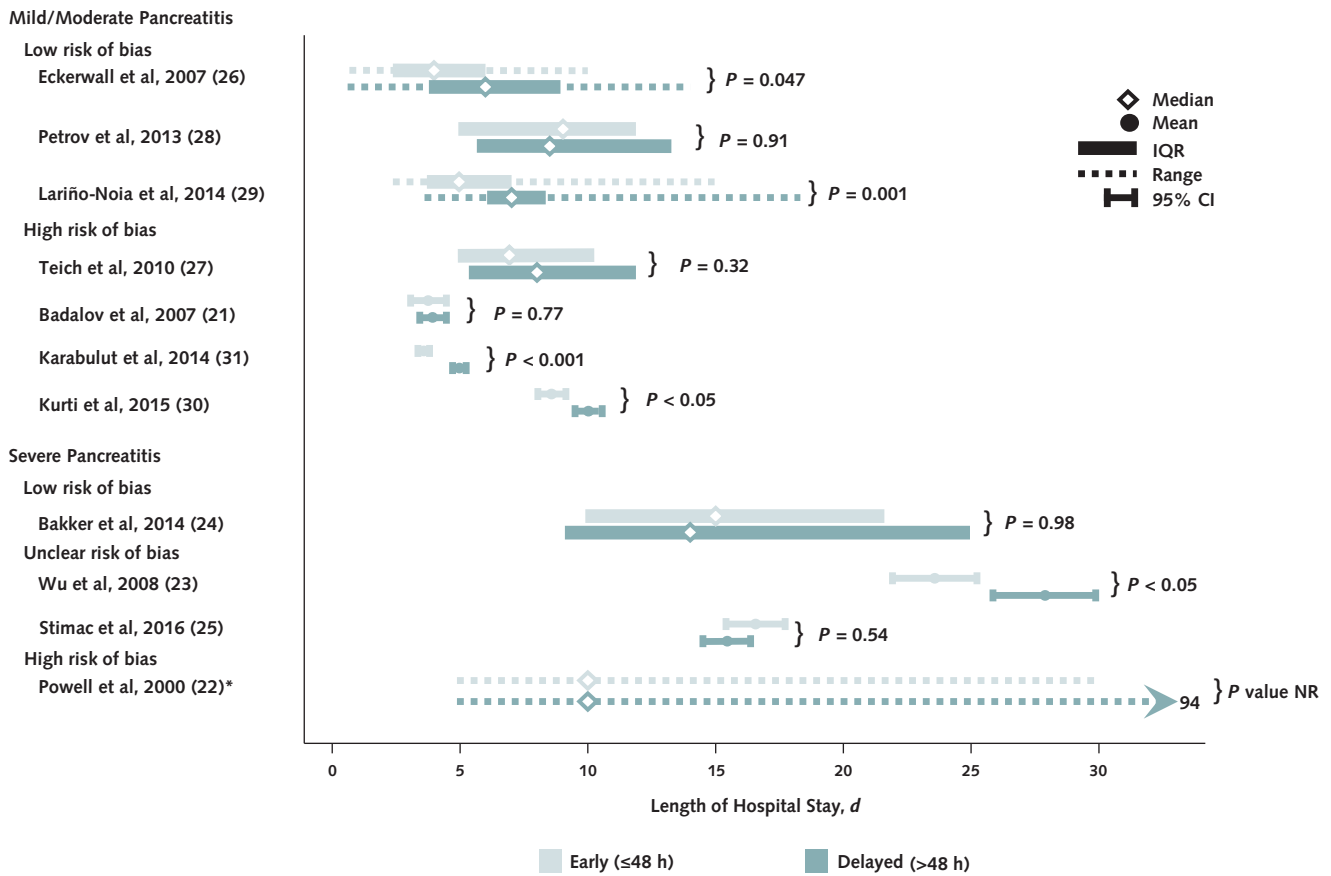 Mild/Moderate Pancreatitis
Low risk of bias
Eckerwall et al, 2007 (26)
} P = 0.047
Median
Mean
IQR
Range
95% CI
Petrov et al, 2013 (28)
} P = 0.91
Lariño-Noia et al, 2014 (29)
} P = 0.001
High risk of bias
Teich et al, 2010 (27)
} P = 0.32
Badalov et al, 2007 (21)
} P = 0.77
Karabulut et al, 2014 (31)
} P < 0.001
Kurti et al, 2015 (30)
} P < 0.05
Severe Pancreatitis
Low risk of bias
Bakker et al, 2014 (24)
} P = 0.98
Unclear risk of bias
Wu et al, 2008 (23)
} P < 0.05
Stimac et al, 2016 (25)
} P = 0.54
High risk of bias
Powell et al, 2000 (22)*
94 } P value NR
0 5 10 15 20 25 30
Length of Hospital Stay, d
Early (≤48 h) Delayed (>48 h)